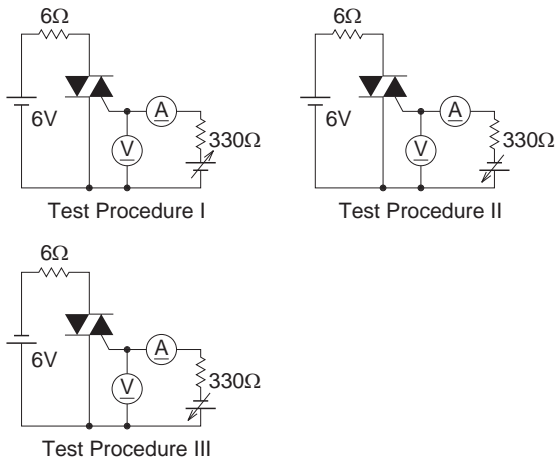 6Ω
6V
A
V
330Ω
Test Procedure I
6Ω
6V
A
V
330Ω
Test Procedure II
6Ω
6V
A
V
330Ω
Test Procedure III